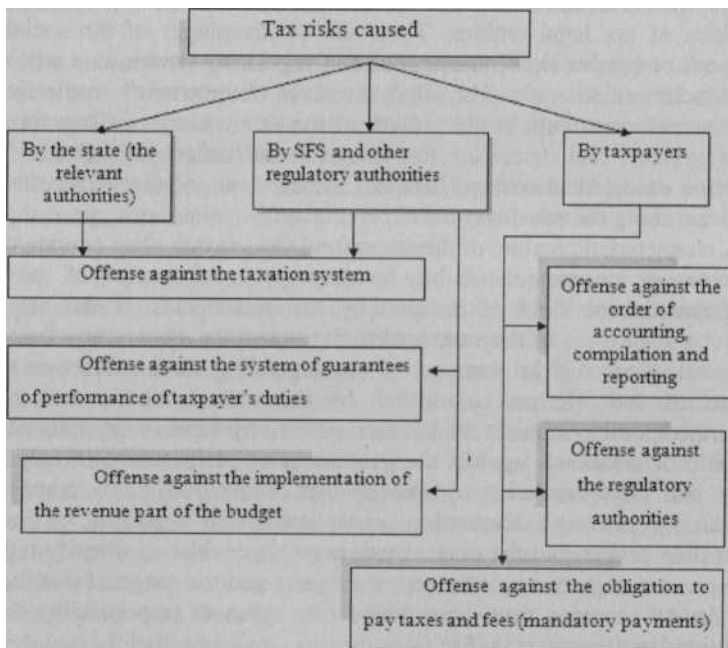 Tax risks caused
By the state (the
relevant
authorities)
By SFS and other
regulatory authorities
By taxpayers
Offense against the taxation system
Offense against the
order of
accounting,
compilation and
reporting
Offense against the system of guarantees
of performance of taxpayer's duties
Offense against the implementation of
the revenue part of the budget
Offense against
the regulatory
authorities
Offense against the obligation to
pay taxes and fees (mandatory payments)